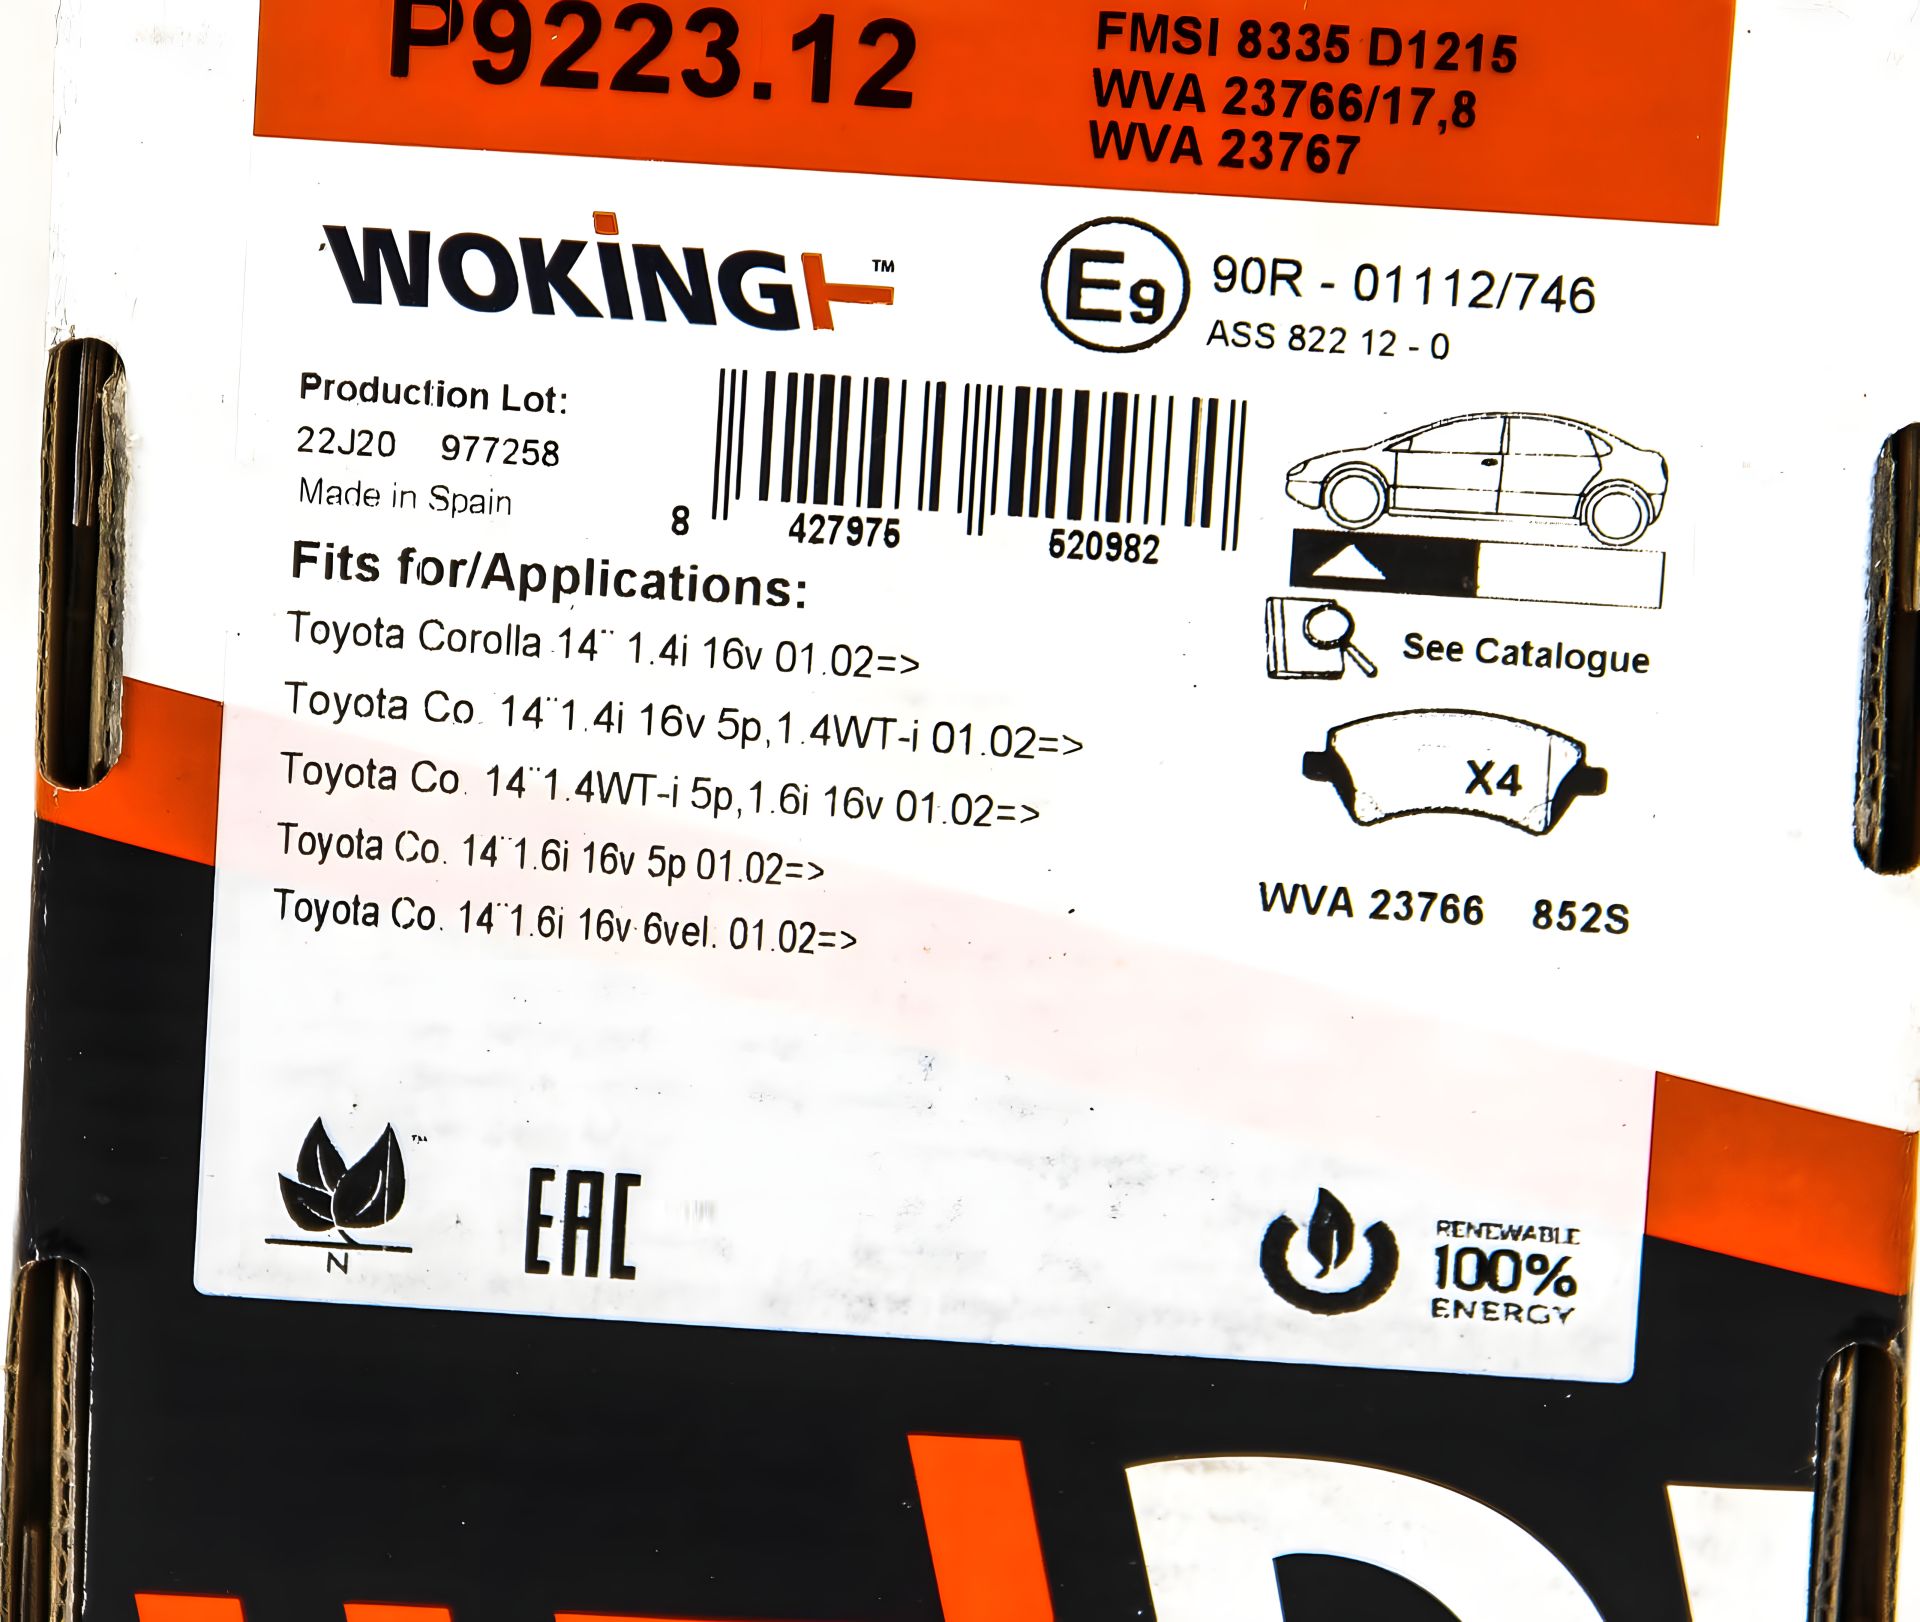 P9223.12
FMSI 8335 D1215
WVA 23766/17,8
WVA 23767
WOKING™
E9
90R - 01112/746
ASS 822 12 - 0
Production Lot:
22J20 977258
Made in Spain
8 427975 620982
Fits for/Applications:
Toyota Corolla 14¨ 1.4i 16v 01.02=>
Toyota Co. 14¨1.4i 16v 5p,1.4WT-i 01.02=>
Toyota Co. 14¨1.4WT-i 5p,1.6i 16v 01.02=>
Toyota Co. 14¨1.6i 16v 5p 01.02=>
Toyota Co. 14¨1.6i 16v 6vel. 01.02=>
See Catalogue
X4
WVA 23766 852S
™
N
EAC
RENEWABLE
100%
ENERGY